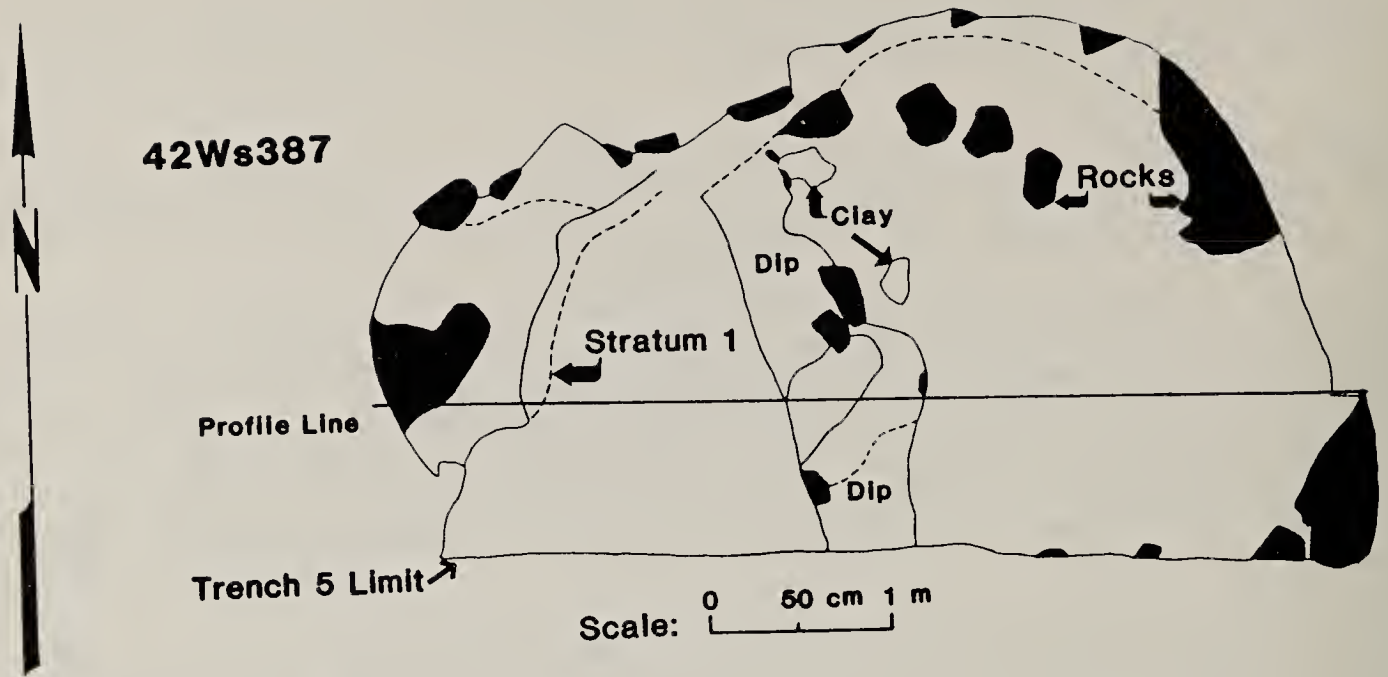 42Ws387
N
Rocks
Clay
Dip
Stratum 1
Profile Line
Dip
Trench 5 Limit
0 50 cm 1 m
Scale: